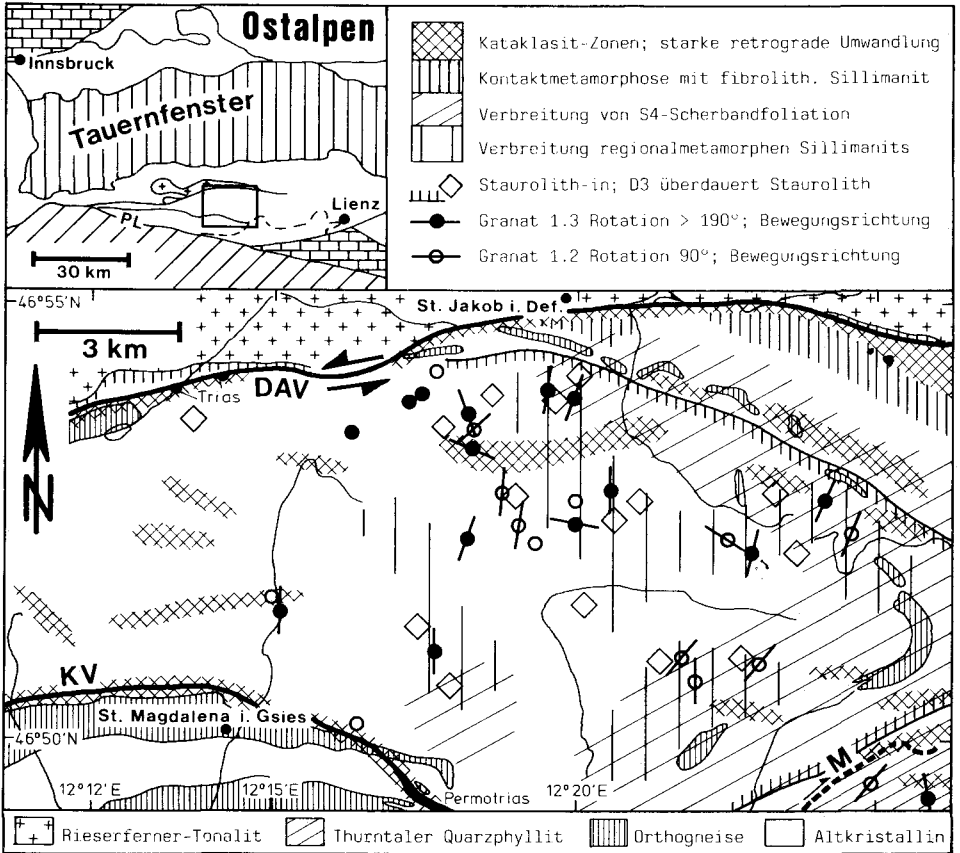 Ostalpen
Innsbruck
Tauernfenster
Lienz
PL
30 km
Kataklasit-Zonen; starke retrograde Umwandlung
Kontaktmetamorphose mit fibrolith. Sillimanit
Verbreitung von S4-Scherbandfoliation
Verbreitung regionalmetamorphen Sillimanits
Staurolith-in; D3 überdauert Staurolith
Granat 1.3 Rotation > 190°; Bewegungsrichtung
Granat 1.2 Rotation 90°; Bewegungsrichtung
46°55'N
St. Jakob i. Def.
3 km
DAV
Trias
N
KV
St. Magdalena i. Gsies
46°50'N
M
12°12'E
12°15'E
Permotrias
12°20'E
Rieserferner-Tonalit
Thurntaler Quarzphyllit
Orthogneise
Altkristallin